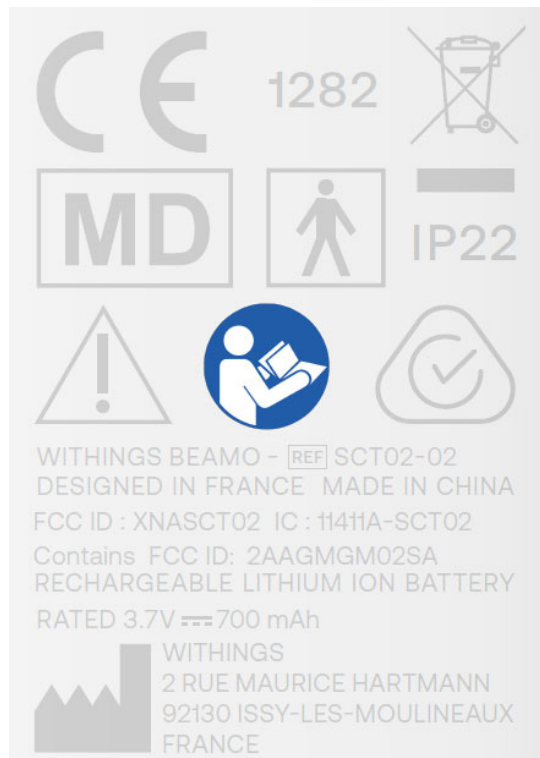 CE 1282
MD
IP22
WITHINGS BEAMO - REF SCT02-02
DESIGNED IN FRANCE MADE IN CHINA
FCC ID : XNASCT02 IC : 11411A-SCT02
Contains FCC ID: 2AAGMGM02SA
RECHARGEABLE LITHIUM ION BATTERY
RATED 3.7V ⎓ 700 mAh
WITHINGS
2 RUE MAURICE HARTMANN
92130 ISSY-LES-MOULINEAUX
FRANCE